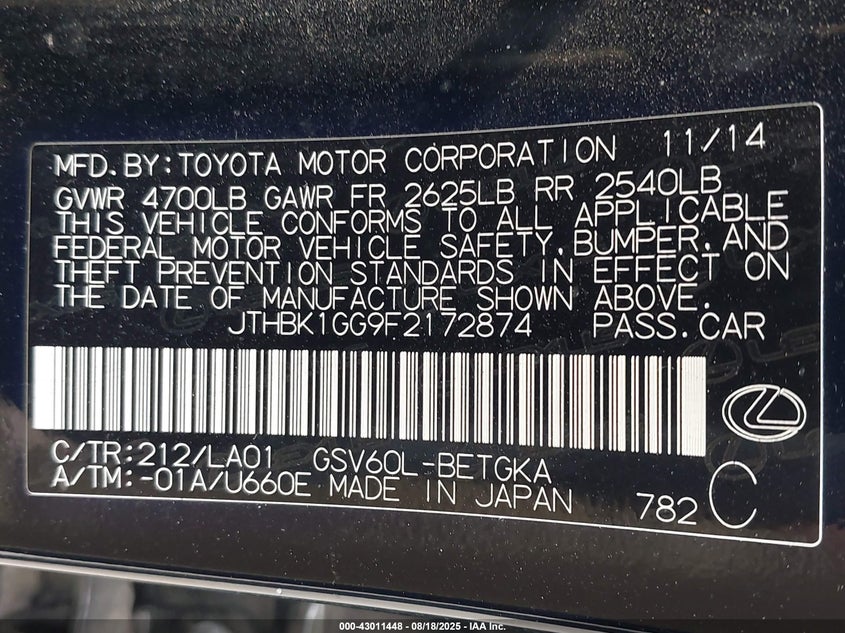 MFD.BY:TOYOTA MOTOR CORPORATION 11/14
GVWR 4700LB GAWR FR 2625LB RR 2540LB
THIS VEHICLE CONFORMS TO ALL APPLICABLE
FEDERAL MOTOR VEHICLE SAFETY,BUMPER,AND
THEFT PREVENTION STANDARDS IN EFFECT ON
THE DATE OF MANUFACTURE SHOWN ABOVE.
JTHBK1GG9F2172874 PASS.CAR
C/TR:212/LA01 GSV60L-BETGKA
A/TM:-01A/U660E MADE IN JAPAN 782 C
000-43011448 - 08/18/2025 - IAA Inc.